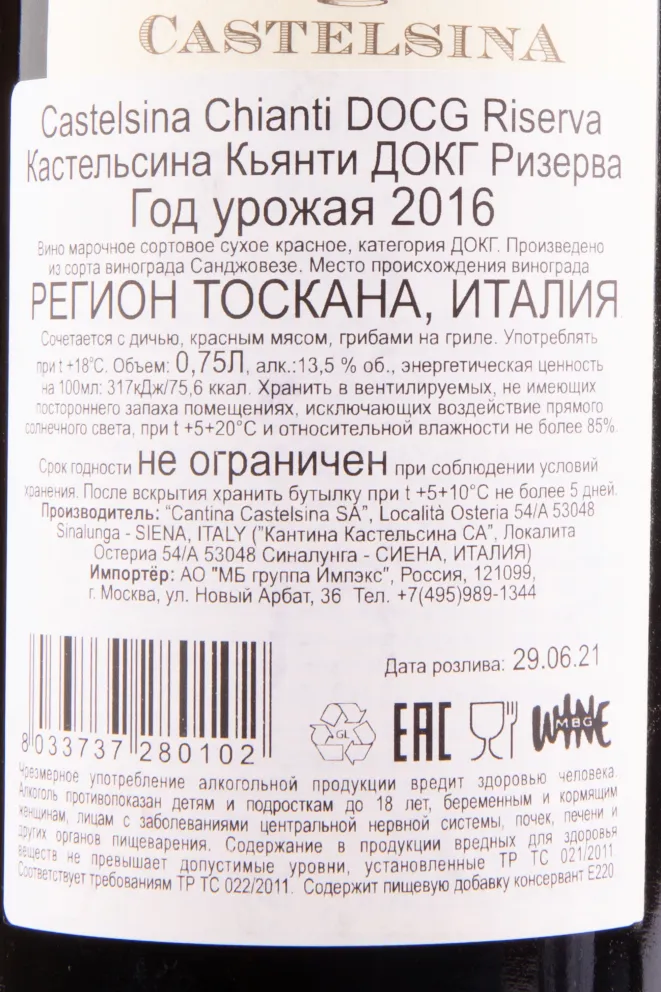 CASTELSINA
Castelsina Chianti DOCG Riserva
Кастельсина Кьянти ДОКГ Ризерва
Год урожая 2016
Вино марочное сортовое сухое красное, категория ДОКГ. Произведено
из сорта винограда Санджовезе. Место происхождения винограда
РЕГИОН ТОСКАНА, ИТАЛИЯ
Сочетается с дичью, красным мясом, грибами на гриле. Употреблять
при t +18°С. Объем: 0,75Л, алк.:13,5 % об., энергетическая ценность
на 100мл: 317кДж/75,6 ккал. Хранить в вентилируемых, не имеющих
постороннего запаха помещениях, исключающих воздействие прямого
солнечного света, при t +5+20°С и относительной влажности не более 85%.
Срок годности не ограничен при соблюдении условий
хранения. После вскрытия хранить бутылку при t +5+10°С не более 5 дней.
Производитель: “Cantina Castelsina SA”, Località Osteria 54/A 53048
Sinalunga - SIENA, ITALY (”Кантина Кастельсина СА”, Локалита
Остериа 54/А 53048 Синалунга - СИЕНА, ИТАЛИЯ)
Импортёр: АО "МБ группа Импэкс", Россия, 121099,
г. Москва, ул. Новый Арбат, 36 Тел. +7(495)989-1344
Дата розлива: 29.06.21
8 033737 280102
GL
EAC
WINE
MBG
Чрезмерное употребление алкогольной продукции вредит здоровью человека.
Алкоголь противопоказан детям и подросткам до 18 лет, беременным и кормящим
женщинам, лицам с заболеваниями центральной нервной системы, почек, печени и
других органов пищеварения. Содержание в продукции вредных для здоровья
веществ не превышает допустимые уровни, установленные ТР ТС 021/2011
Соответствует требованиям ТР ТС 022/2011. Содержит пищевую добавку консервант Е220